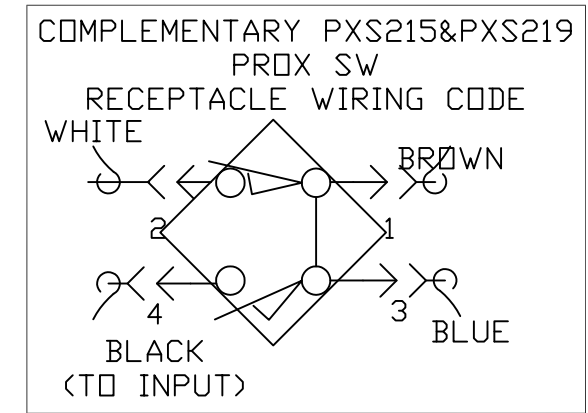 COMPLEMENTARY PXS215&PXS219
PROX SW
RECEPTACLE WIRING CODE
WHITE
BROWN
2
1
4
3
BLUE
BLACK
(TO INPUT)